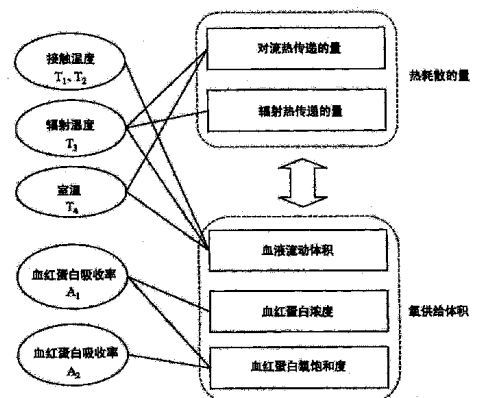 接触温度
T₁、T₂
辐射温度
T₃
室温
T₄
血红蛋白吸收率
A₁
血红蛋白吸收率
A₂
对流热传递的量
辐射热传递的量
热耗散的量
血液流动体积
血红蛋白浓度
血红蛋白氧饱和度
氧供给体积